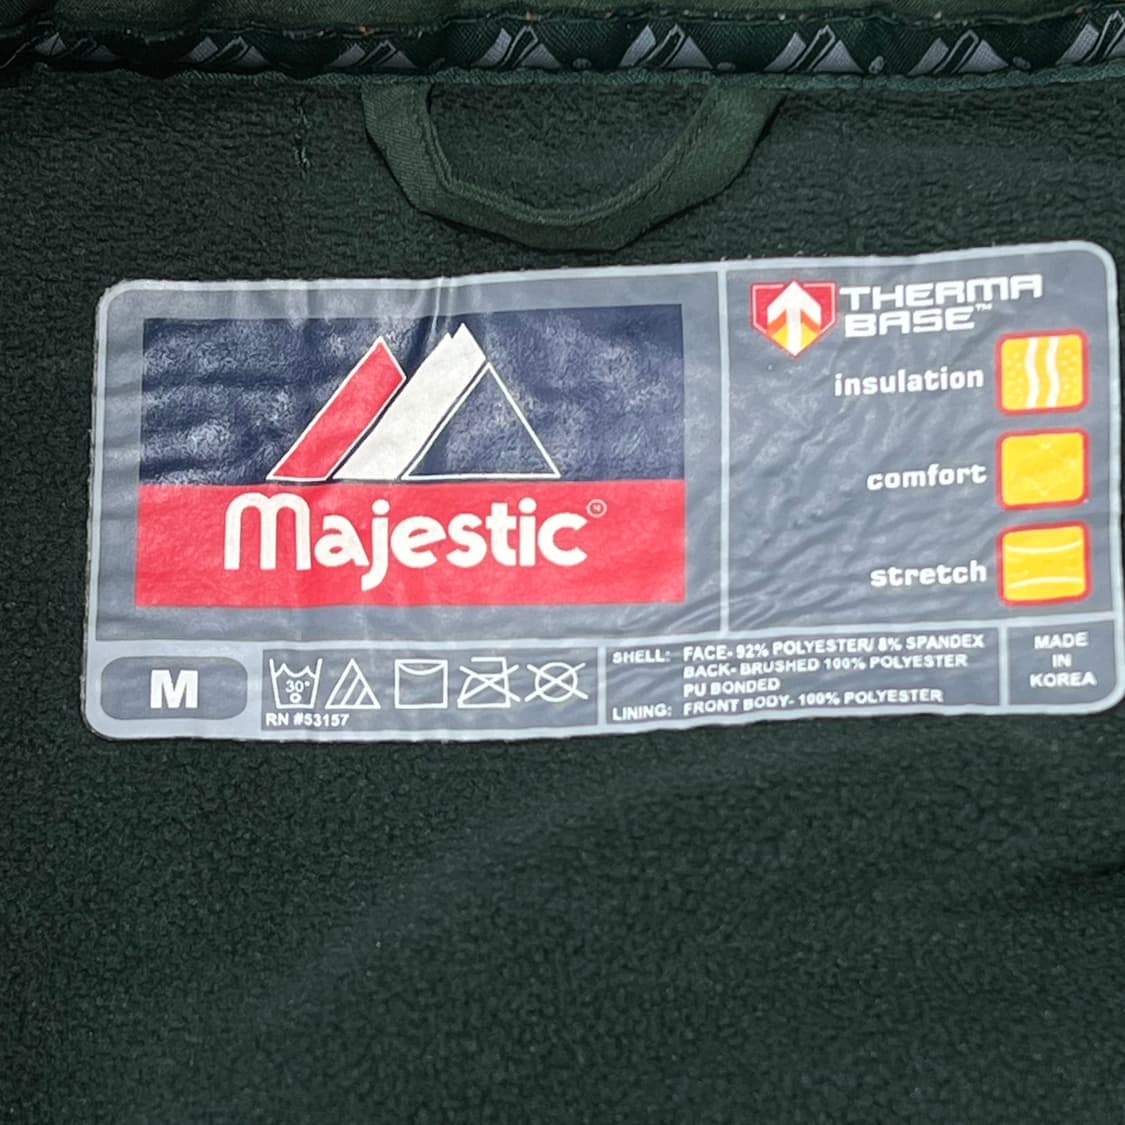 Majestic
THERMA
BASE™
insulation
comfort
stretch
M
30°
RN #53157
SHELL: FACE- 92% POLYESTER/ 8% SPANDEX
BACK- BRUSHED 100% POLYESTER
PU BONDED
LINING: FRONT BODY- 100% POLYESTER
MADE
IN
KOREA